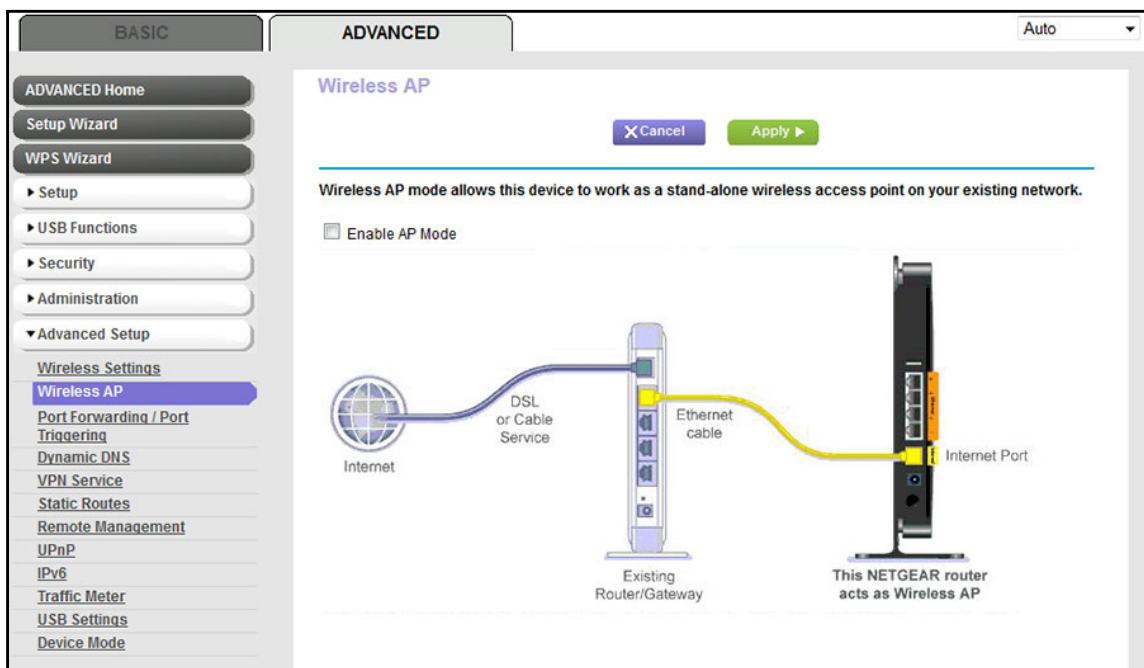 BASIC
ADVANCED
Auto
ADVANCED Home
Setup Wizard
WPS Wizard
Setup
USB Functions
Security
Administration
Advanced Setup
Wireless Settings
Wireless AP
Port Forwarding / Port
Triggering
Dynamic DNS
VPN Service
Static Routes
Remote Management
UPnP
IPv6
Traffic Meter
USB Settings
Device Mode
Wireless AP
Cancel
Apply
Wireless AP mode allows this device to work as a stand-alone wireless access point on your existing network.
Enable AP Mode
Internet
DSL
or Cable
Service
Ethernet
cable
Internet Port
Existing
Router/Gateway
This NETGEAR router
acts as Wireless AP